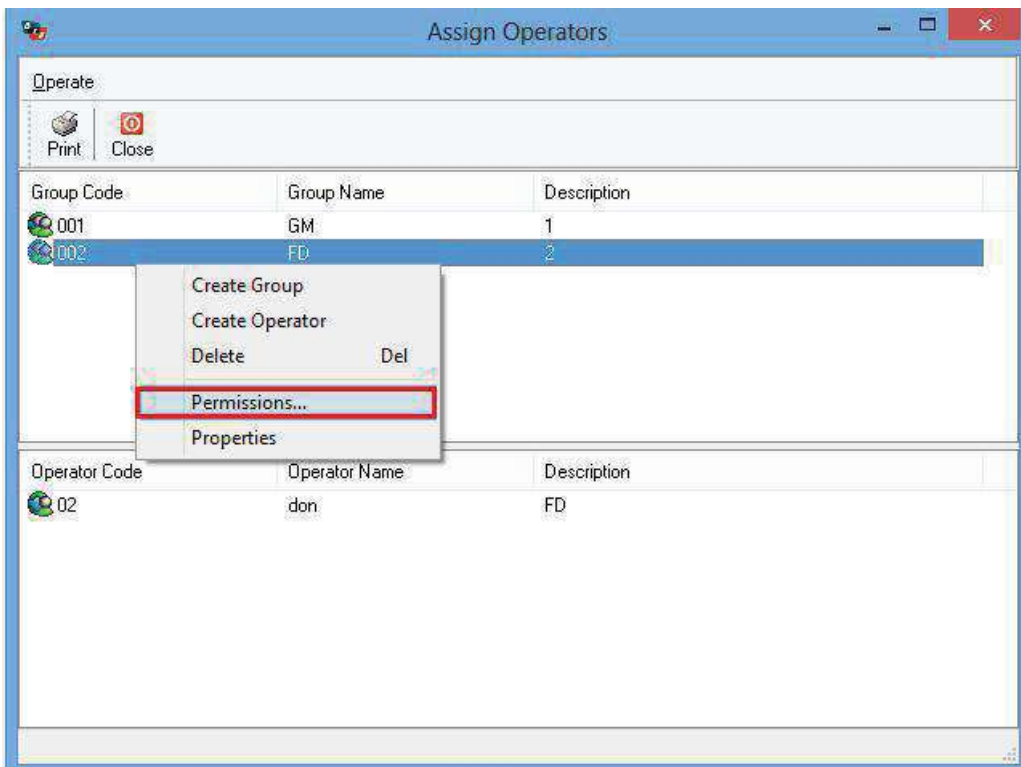 Assign Operators
Operate
Print Close
Group Code Group Name Description
001 GM 1
002 FD 2
Create Group
Create Operator
Delete Del
Permissions...
Properties
Operator Code Operator Name Description
02 don FD